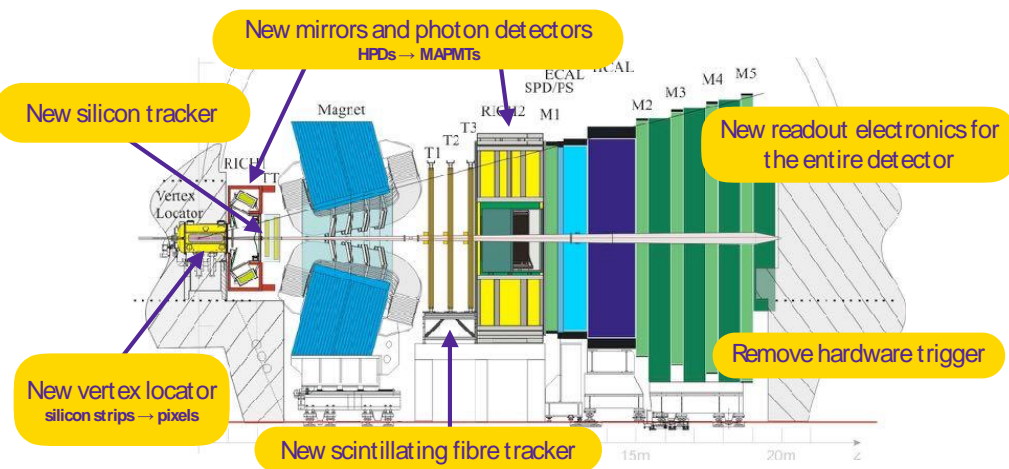 New mirrors and photon detectors
HPDs → MAPMTs
ECAL
SPD/PS
M5
M4
M3
M2
M1
New silicon tracker
Magnet
RICH2
T3
T2
T1
New readout electronics for
the entire detector
TT
Vertex
Locator
Remove hardware trigger
New vertex locator
silicon strips → pixels
New scintillating fibre tracker
15m
20m
z